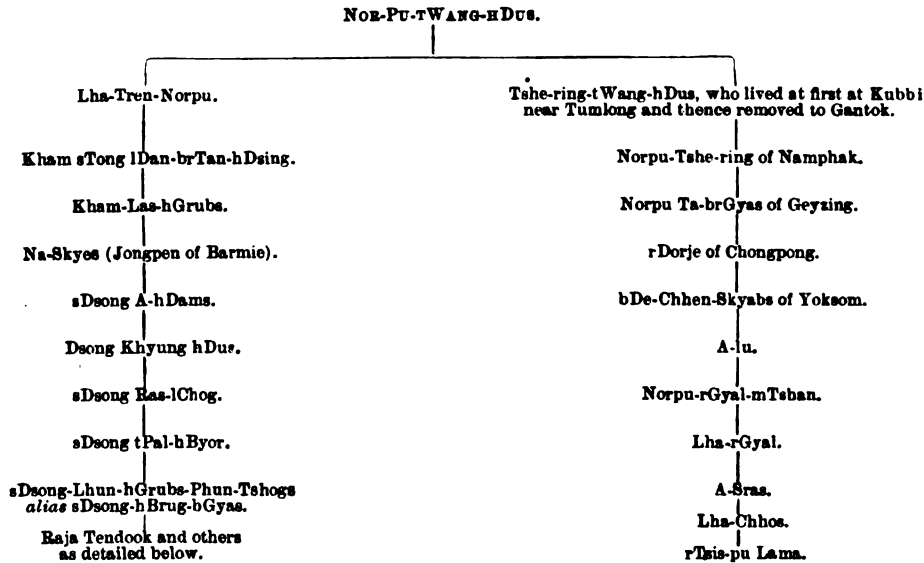 NOR-PU-TWANG-HDUS.
Lha-Tren-Norpu.
Kham sTong lDan-brTan-hDsing.
Kham-Las-hGrubs.
Na-Skyes (Jongpen of Barmie).
sDsong A-hDams.
Dsong Khyung hDus.
sDsong Ras-lChog.
sDsong tPal-hByor.
sDsong-Lhun-hGrubs-Phun-Tshogs
alias sDsong-hBrug-bGyas.
Raja Tendook and others
as detailed below.
Tshe-ring-tWang-hDus, who lived at first at Kubbi
near Tumlong and thence removed to Gantok.
Norpu-Tshe-ring of Namphak.
Norpu Ta-brGyas of Geyzing.
rDorje of Chongpong.
bDe-Chhen-Skyabs of Yoksom.
A-lu.
Norpu-rGyal-mTshan.
Lha-rGyal.
A-Sras.
Lha-Chhos.
rTsis-pu Lama.